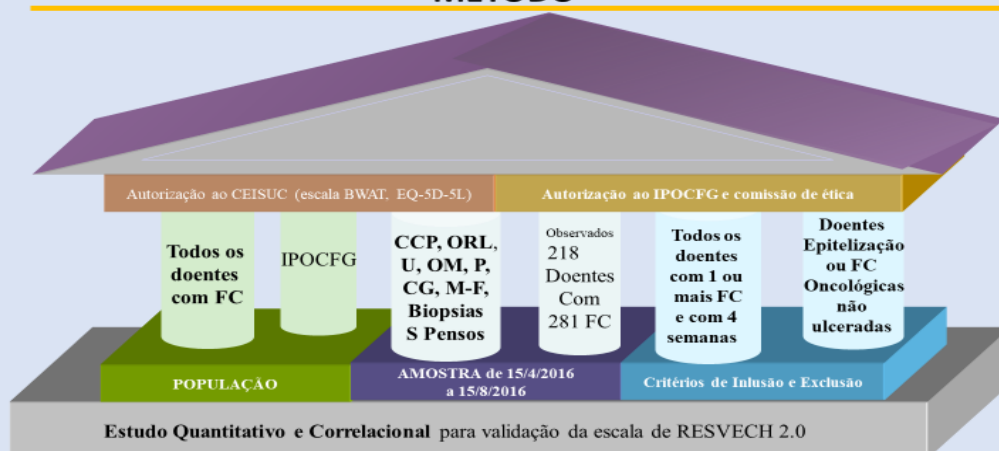 MÉTODO
Autorização ao CEISUC (escala BWAT, EQ-5D-5L)
Autorização ao IPOCFG e comissão de ética
Todos os
doentes
com FC
IPOCFG
CCP, ORL,
U, OM, P,
CG, M-F,
Biopsias
S Pensos
Observados
218
Doentes
Com
281 FC
Todos os
doentes
com 1 ou
mais FC
e com 4
semanas
Doentes
Epitelização
ou FC
Oncológicas
não
ulceradas
POPULAÇÃO
AMOSTRA de 15/4/2016
a 15/8/2016
Critérios de Inlusão e Exclusão
Estudo Quantitativo e Correlacional para validação da escala de RESVECH 2.0